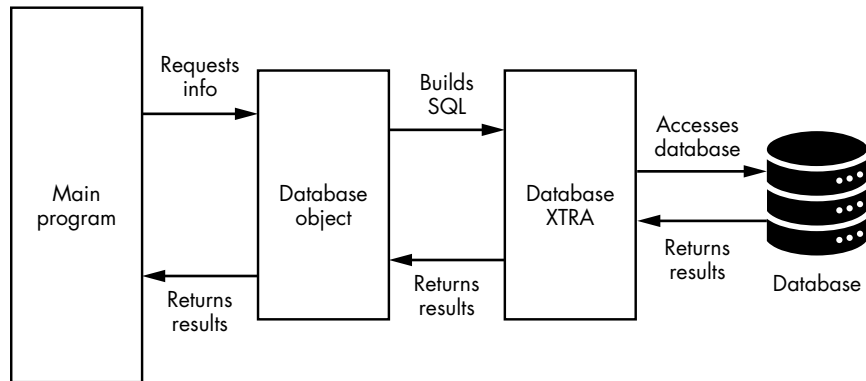 Main
program
Requests
info
Returns
results
Database
object
Builds
SQL
Returns
results
Database
XTRA
Accesses
database
Returns
results
Database